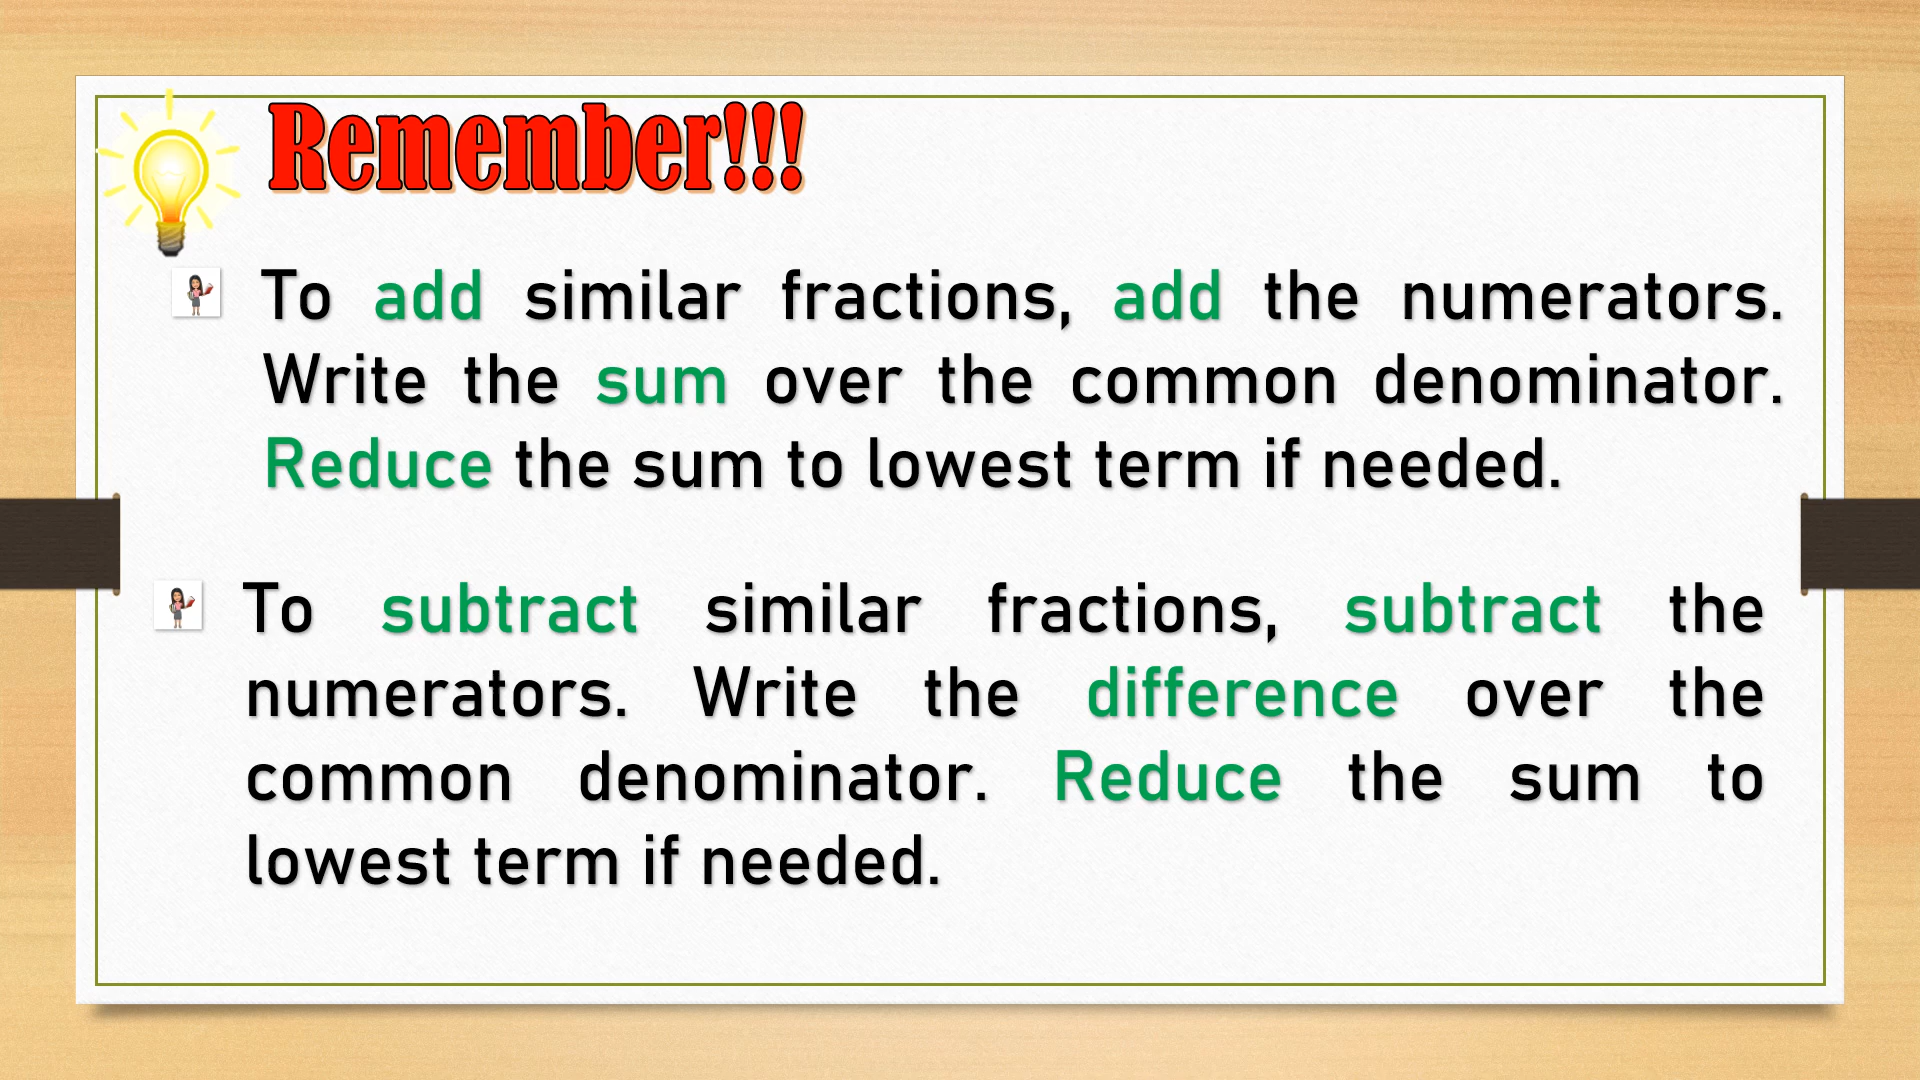 Remember!!!
To add similar fractions, add the numerators.
Write the sum over the common denominator.
Reduce the sum to lowest term if needed.
To subtract similar fractions, subtract the
numerators. Write the difference over the
common denominator. Reduce the sum to
lowest term if needed.